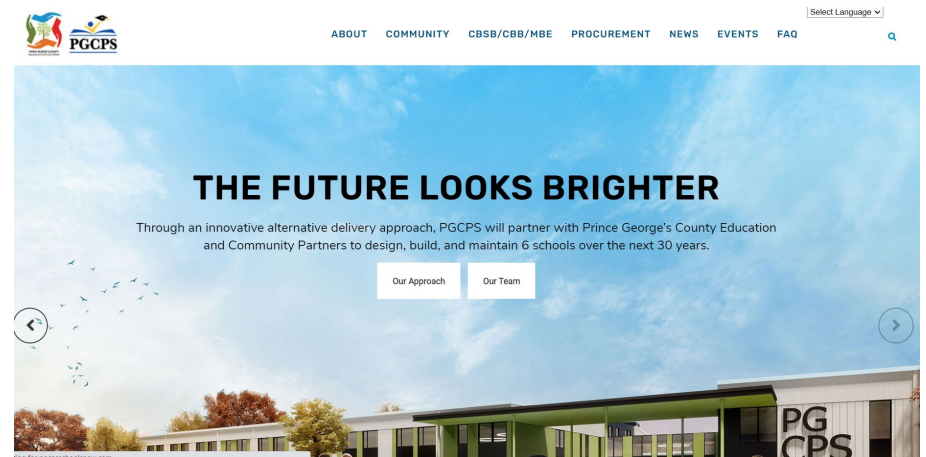 Select Language
PGCPS
ABOUT COMMUNITY CBSB/CBB/MBE PROCUREMENT NEWS EVENTS FAQ
THE FUTURE LOOKS BRIGHTER
Through an innovative alternative delivery approach, PGCPS will partner with Prince George's County Education
and Community Partners to design, build, and maintain 6 schools over the next 30 years.
Our Approach Our Team
PG
CPS